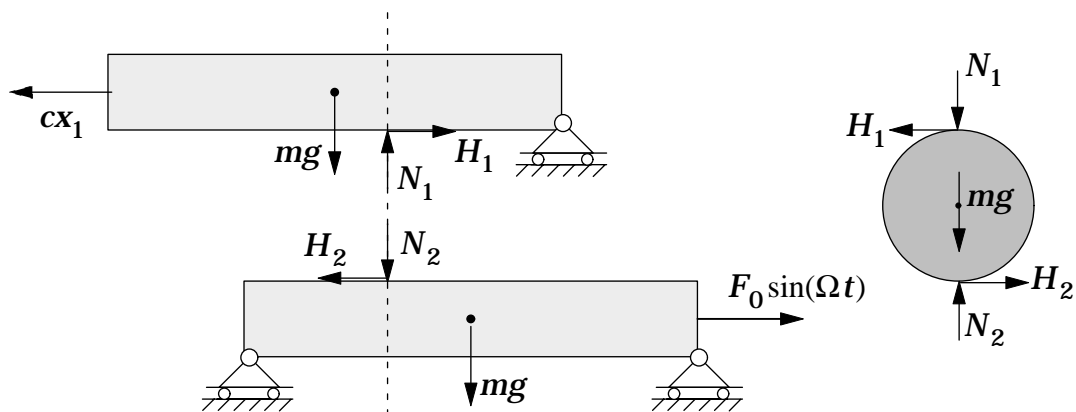 N₁
cx₁
mg
H₁
N₁
H₁
mg
H₂
N₂
F₀ sin(Ωt)
H₂
N₂
mg